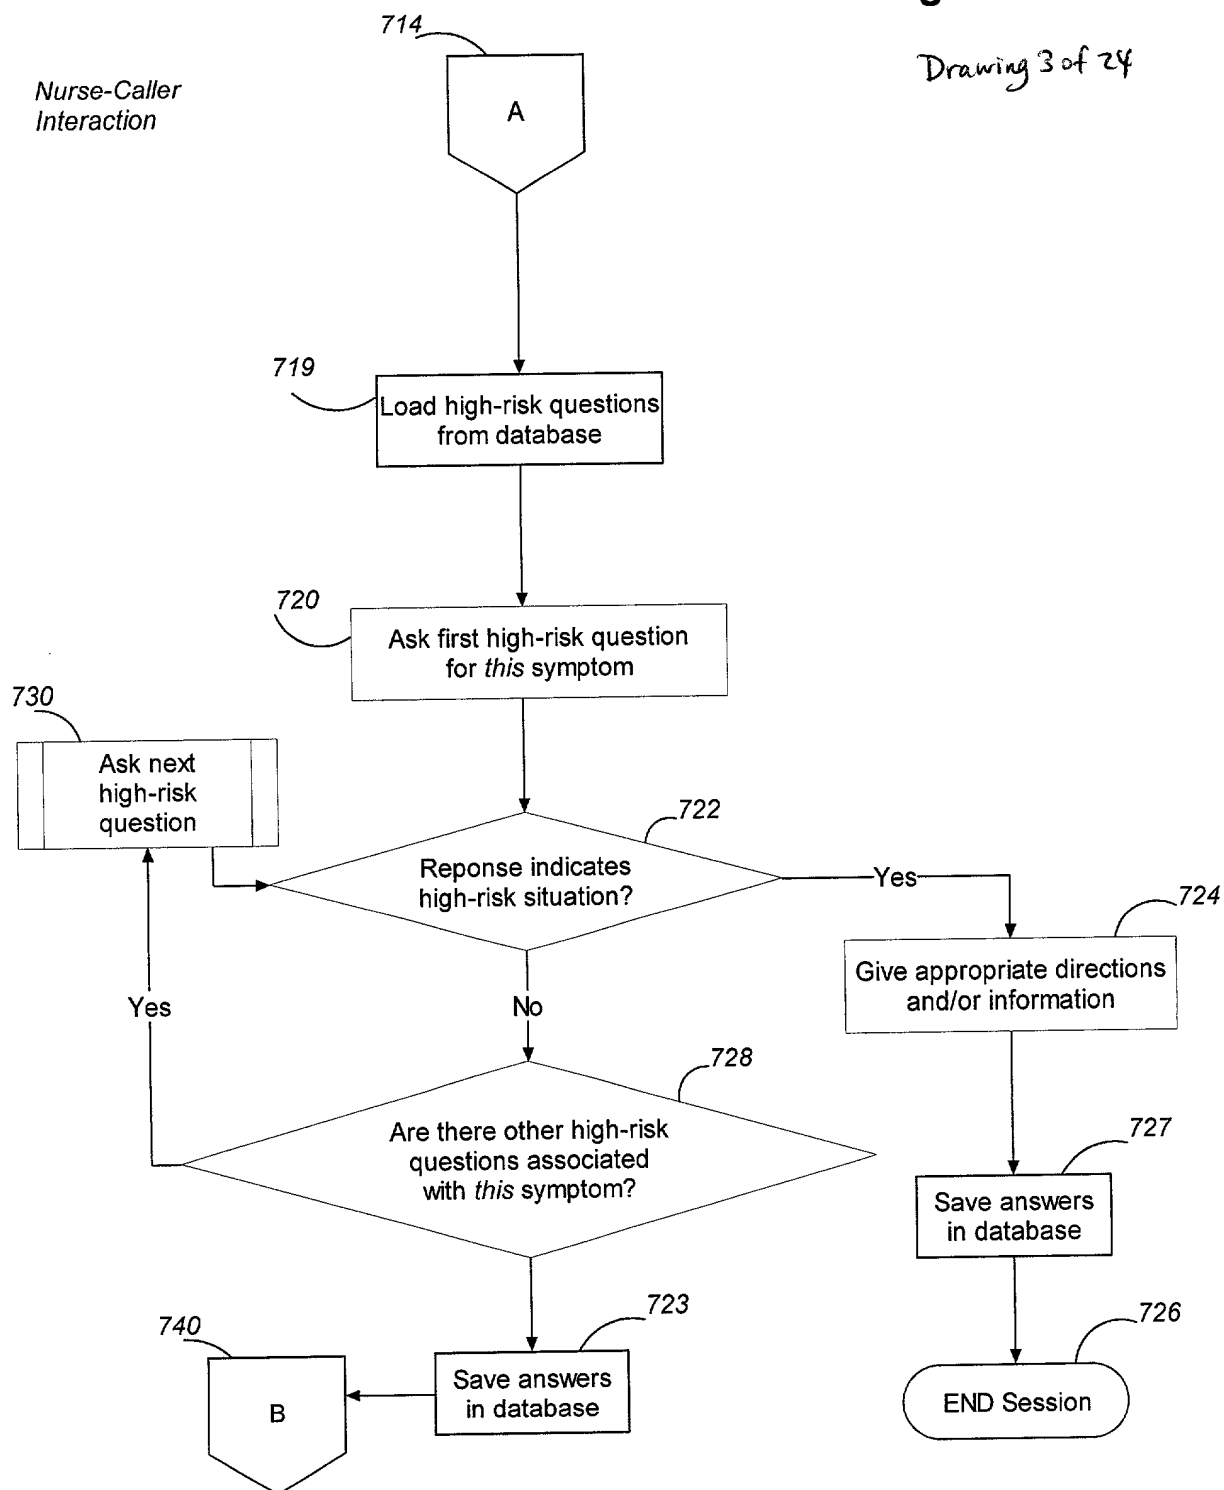 714
Drawing 3 of 24
Nurse-Caller
Interaction
A
719
Load high-risk questions
from database
720
Ask first high-risk question
for this symptom
730
Ask next
high-risk
question
722
Reponse indicates
high-risk situation?
Yes
724
Give appropriate directions
and/or information
Yes
No
728
Are there other high-risk
questions associated
with this symptom?
727
Save answers
in database
723
Save answers
in database
740
B
726
END Session